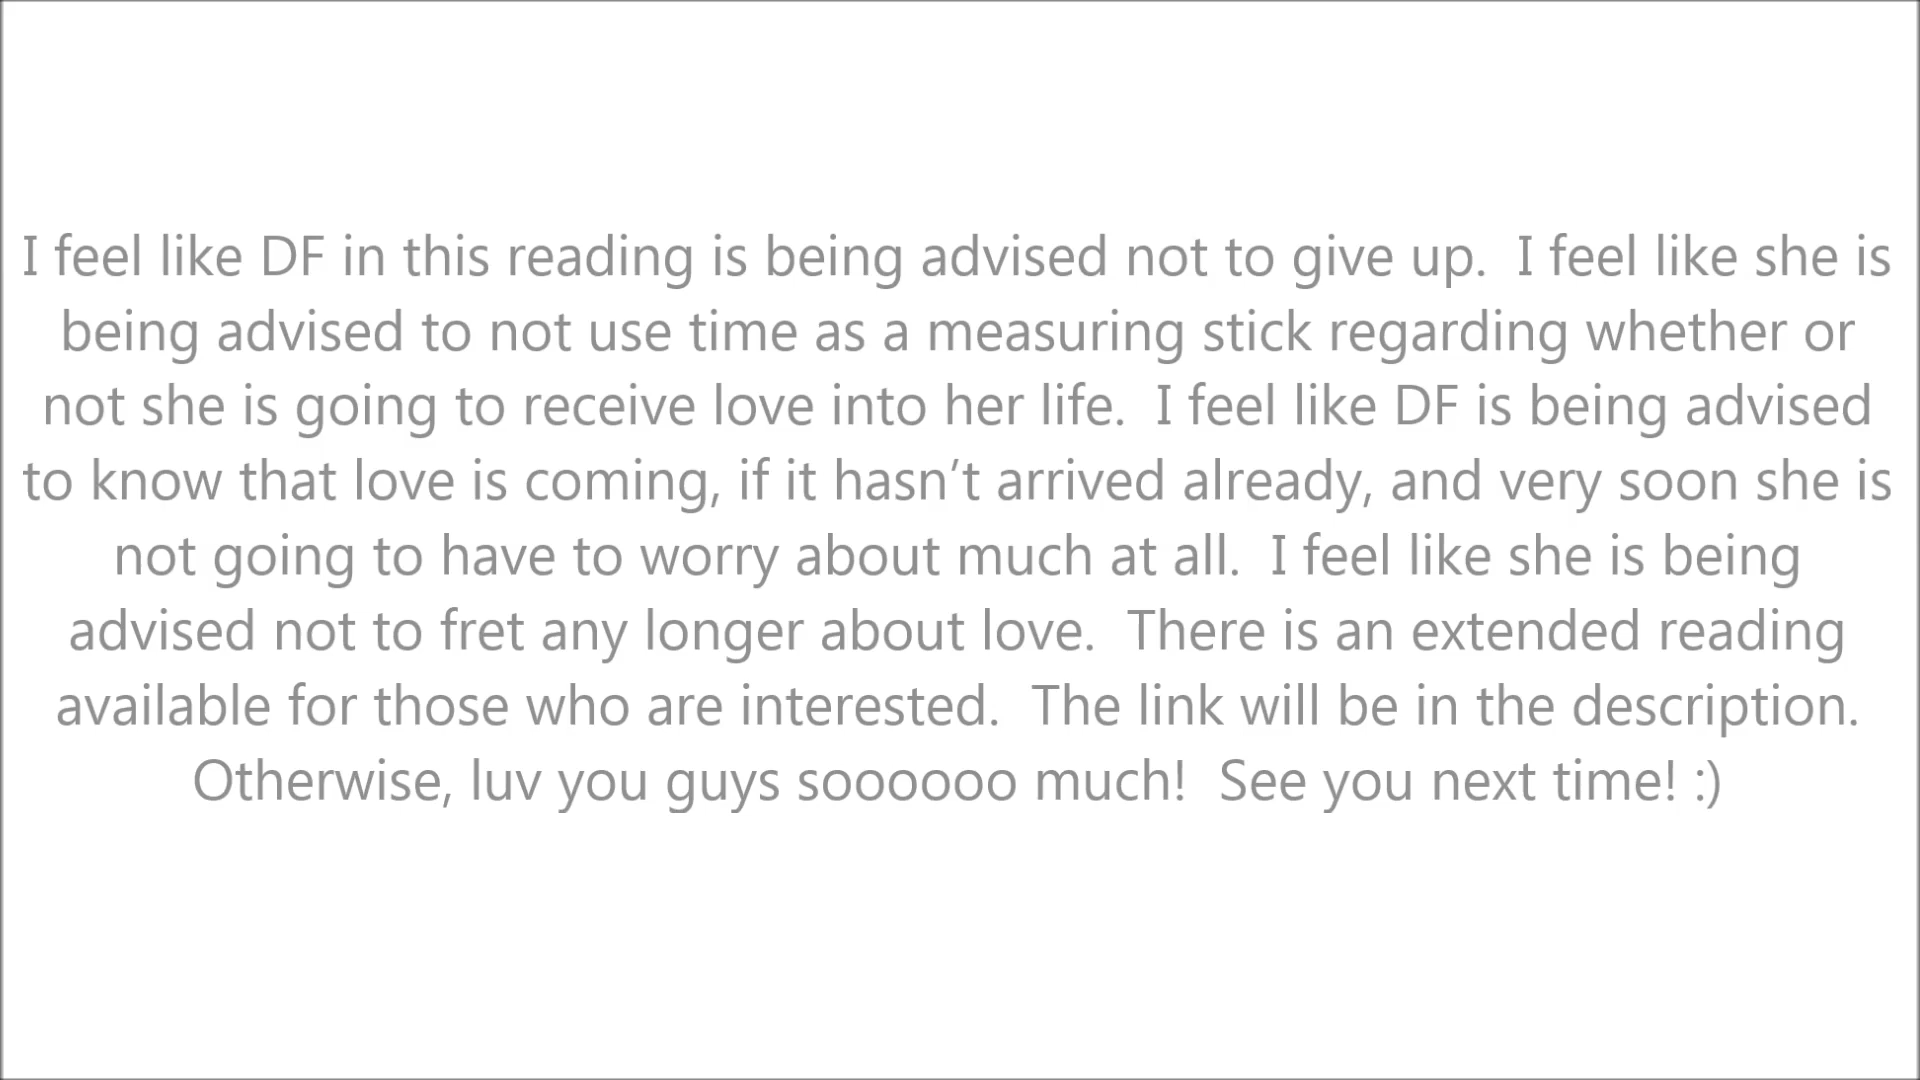 I feel like DF in this reading is being advised not to give up.  I feel like she is
being advised to not use time as a measuring stick regarding whether or
not she is going to receive love into her life.  I feel like DF is being advised
to know that love is coming, if it hasn’t arrived already, and very soon she is
not going to have to worry about much at all.  I feel like she is being
advised not to fret any longer about love.  There is an extended reading
available for those who are interested.  The link will be in the description.
Otherwise, luv you guys soooooo much!  See you next time! :)